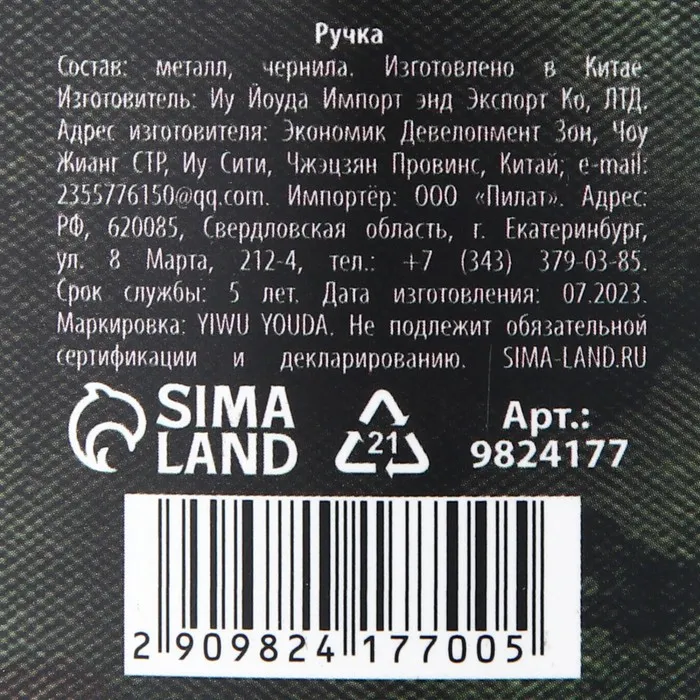 Ручка
Состав: металл, чернила. Изготовлено в Китае.
Изготовитель: Иу Йоуда Импорт энд Экспорт Ко, ЛТД.
Адрес изготовителя: Экономик Девелопмент Зон, Чоу
Жианг СТР, Иу Сити, Чжэцзян Провинс, Китай; e-mail:
2355776150@qq.com. Импортёр: ООО «Пилат». Адрес:
РФ, 620085, Свердловская область, г. Екатеринбург,
ул. 8 Марта, 212-4, тел.: +7 (343) 379-03-85.
Срок службы: 5 лет. Дата изготовления: 07.2023.
Маркировка: YIWU YOUDA. Не подлежит обязательной
сертификации и декларированию. SIMA-LAND.RU
SIMA
LAND
21
Арт.:
9824177
2 909824 177005